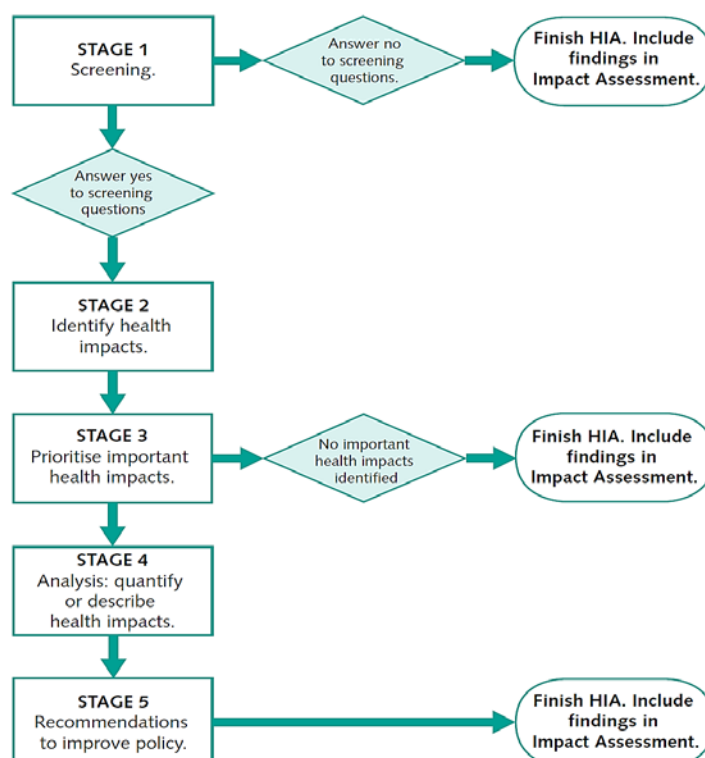 STAGE 1
Screening.
Answer no
to screening
questions.
Finish HIA. Include
findings in
Impact Assessment.
Answer yes
to screening
questions
STAGE 2
Identify health
impacts.
STAGE 3
Prioritise important
health impacts.
No important
health impacts
identified
Finish HIA. Include
findings in
Impact Assessment.
STAGE 4
Analysis: quantify
or describe
health impacts.
STAGE 5
Recommendations
to improve policy.
Finish HIA. Include
findings in
Impact Assessment.